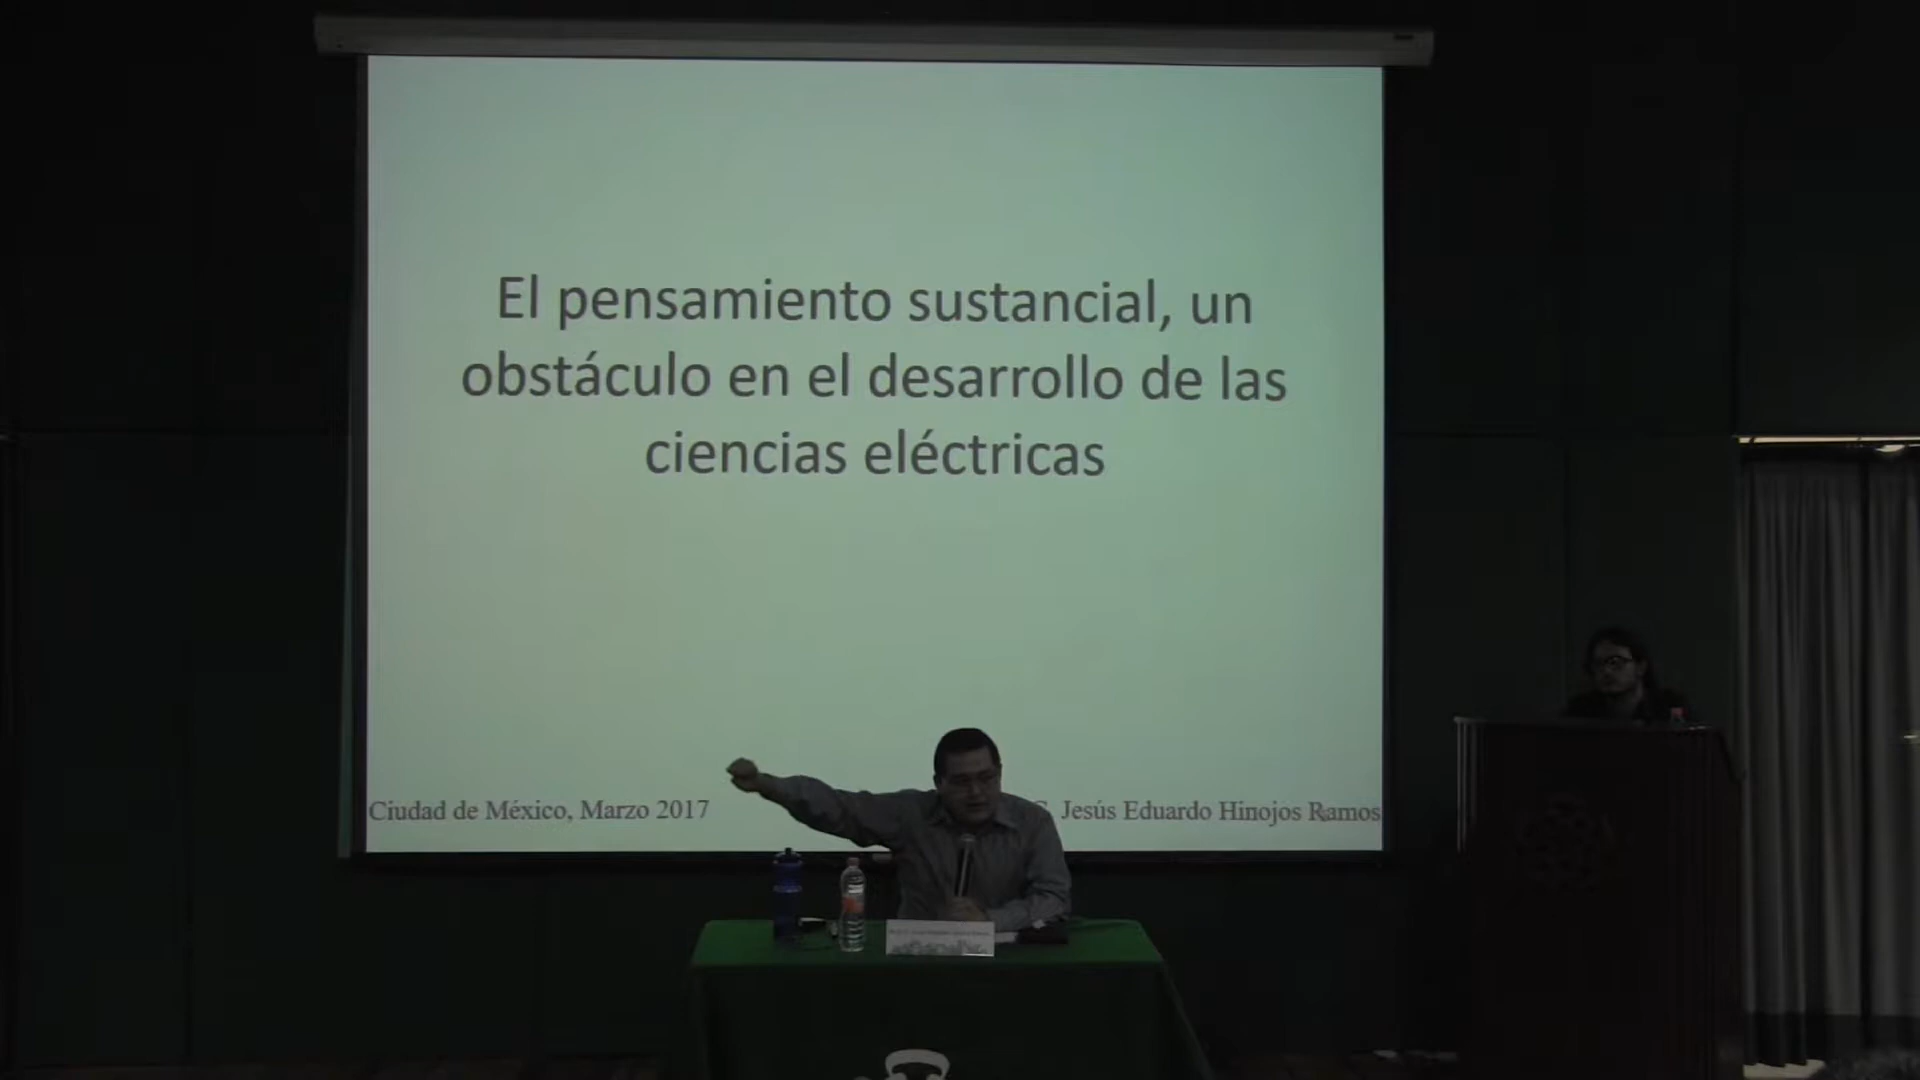 El pensamiento sustancial, un
obstáculo en el desarrollo de las
ciencias eléctricas
Ciudad de México, Marzo 2017
C. Jesús Eduardo Hinojos Ramos